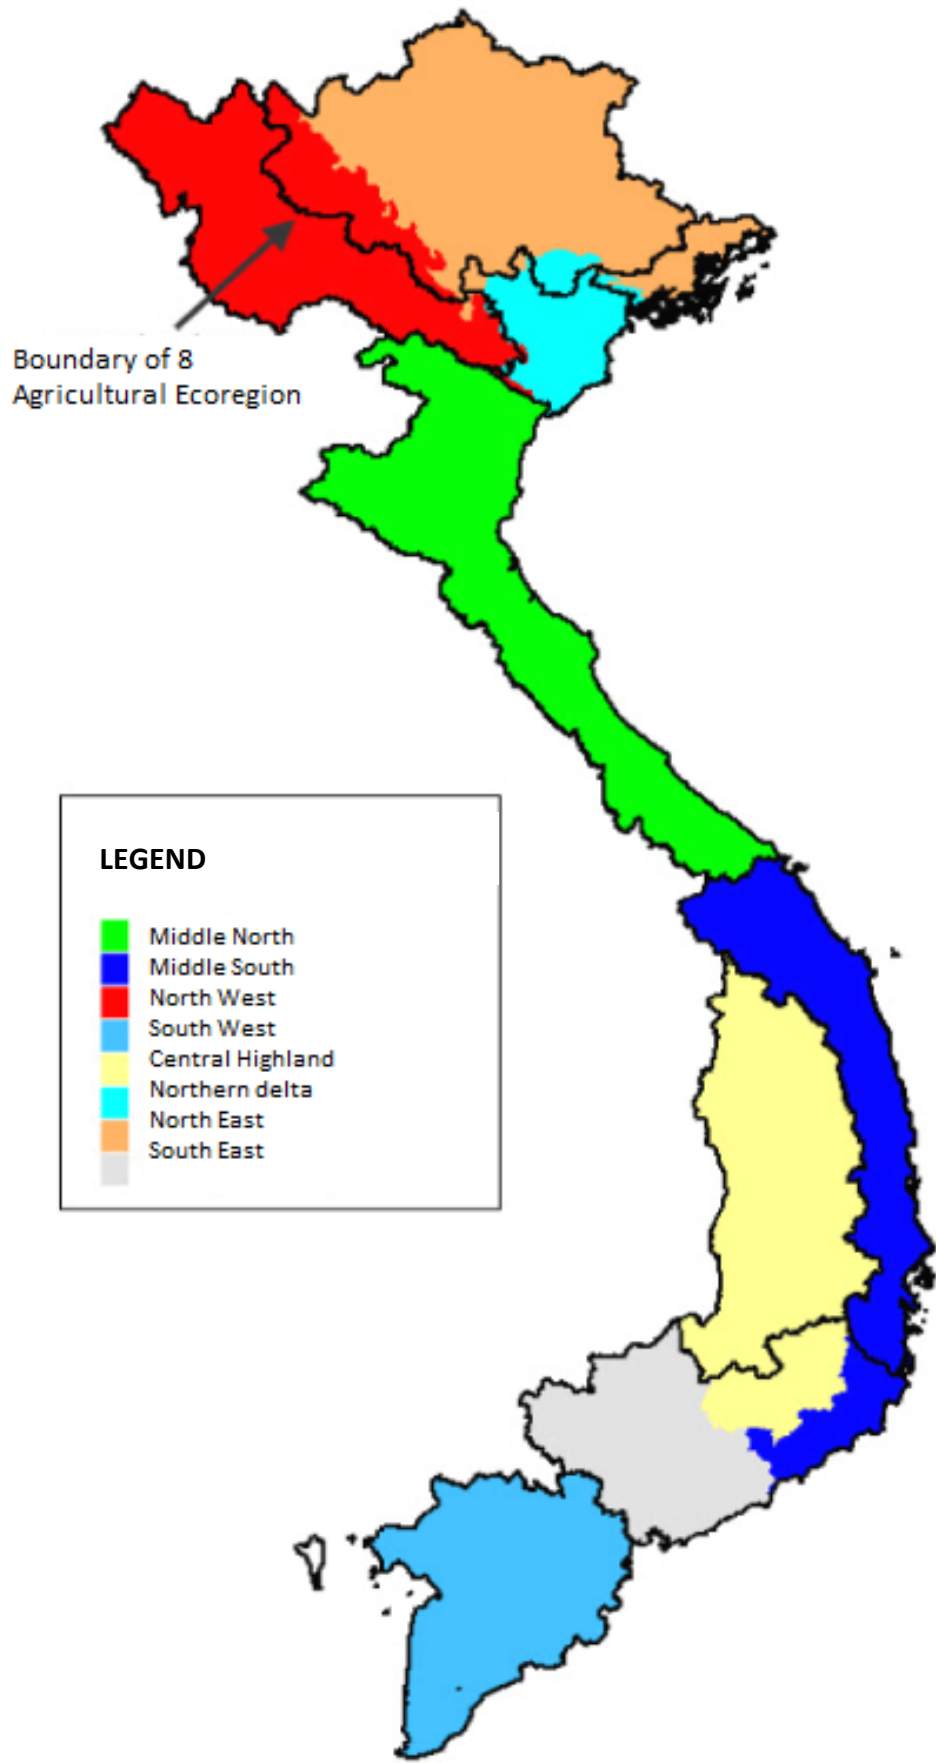 Boundary of 8
Agricultural Ecoregion
LEGEND
Middle North
Middle South
North West
South West
Central Highland
Northern delta
North East
South East